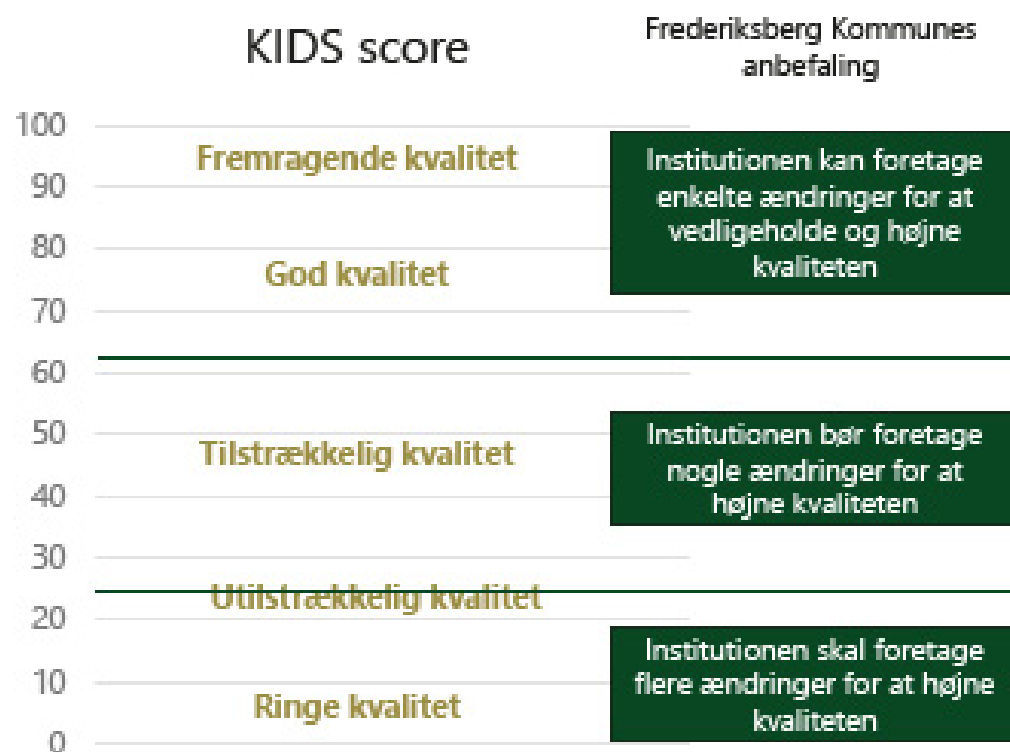 KIDS score
Frederiksberg Kommunes
anbefaling
100
Fremragende kvalitet
90
80
God kvalitet
70
60
50
Tilstrækkelig kvalitet
40
30
Utilstrækkelig kvalitet
20
10
Ringe kvalitet
0
Institutionen kan foretage
enkelte ændringer for at
vedligeholde og højne
kvaliteten
Institutionen bør foretage
nogle ændringer for at
højne kvaliteten
Institutionen skal foretage
flere ændringer for at højne
kvaliteten